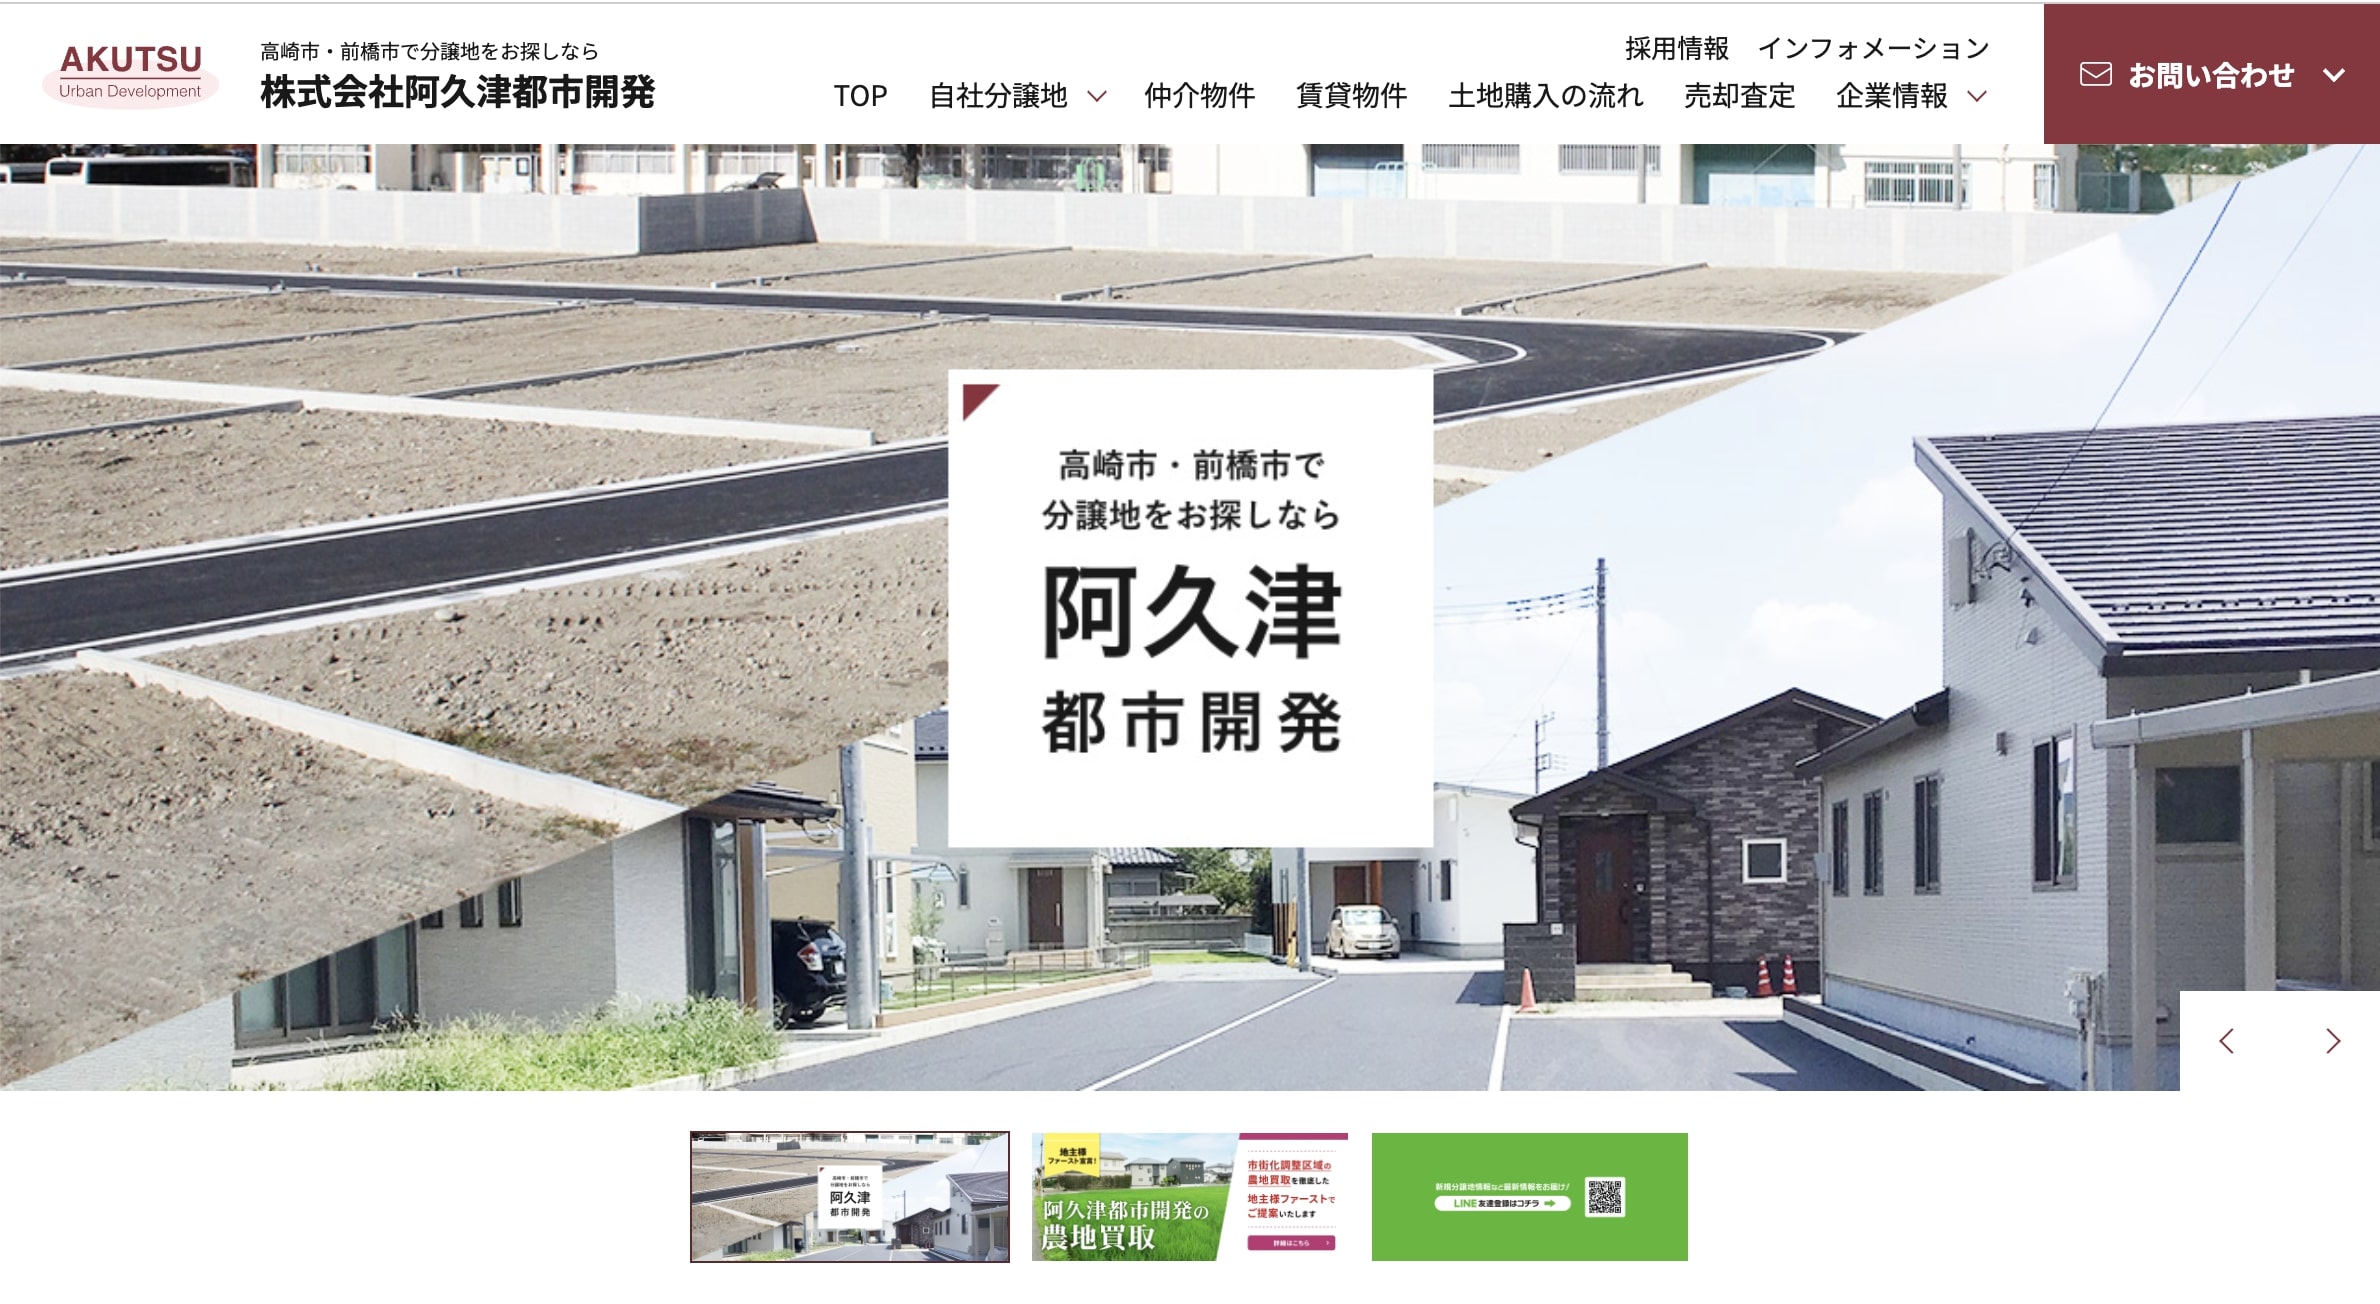 AKUTSU
Urban Development
高崎市・前橋市で分譲地をお探しなら
株式会社阿久津都市開発
採用情報 インフォメーション
TOP 自社分譲地 仲介物件 賃貸物件 土地購入の流れ 売却査定 企業情報
お問い合わせ
高崎市・前橋市で
分譲地をお探しなら
阿久津
都市開発
高崎市・前橋市で
分譲地をお探しなら
阿久津
都市開発
地主様
ファースト宣言！
阿久津都市開発の
農地買取
市街化調整区域の
農地買取を徹底した
地主様ファーストで
ご提案いたします
詳細はこちら
新規分譲地情報など最新情報をお届け！
LINE友達登録はコチラ